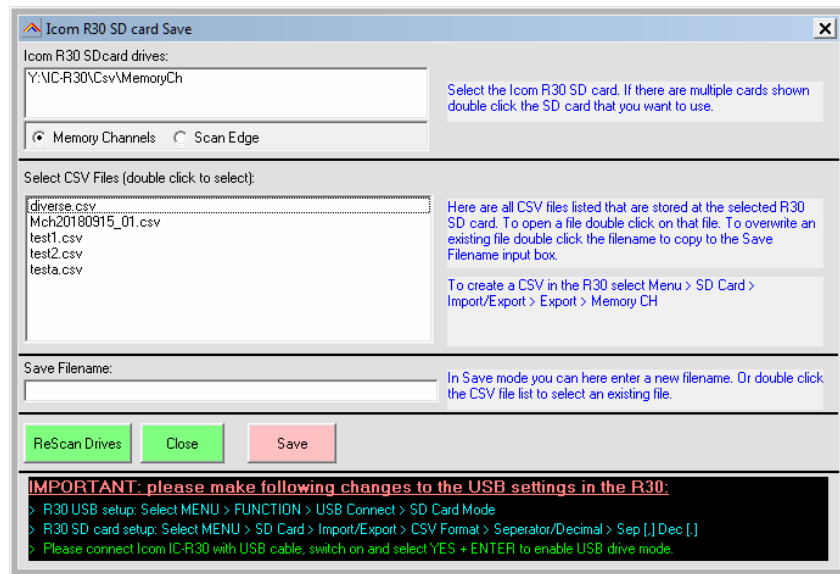 Icom R30 SD card Save
Icom R30 SDcard drives:
Y:\IC-R30\Csv\MemoryCh
Select the Icom R30 SD card. If there are multiple cards shown
double click the SD card that you want to use.
Memory Channels Scan Edge
Select CSV Files (double click to select):
diverse.csv
Mch20180915_01.csv
test1.csv
test2.csv
testa.csv
Here are all CSV files listed that are stored at the selected R30
SD card. To open a file double click on that file. To overwrite an
existing file double click the filename to copy to the Save
Filename input box.
To create a CSV in the R30 select Menu > SD Card >
Import/Export > Export > Memory CH
Save Filename:
In Save mode you can here enter a new filename. Or double click
the CSV file list to select an existing file.
ReScan Drives Close Save
IMPORTANT: please make following changes to the USB settings in the R30:
> R30 USB setup: Select MENU > FUNCTION > USB Connect > SD Card Mode
> R30 SD card setup: Select MENU > SD Card > Import/Export > CSV Format > Seperator/Decimal > Sep [,] Dec [.]
> Please connect Icom IC-R30 with USB cable, switch on and select YES + ENTER to enable USB drive mode.